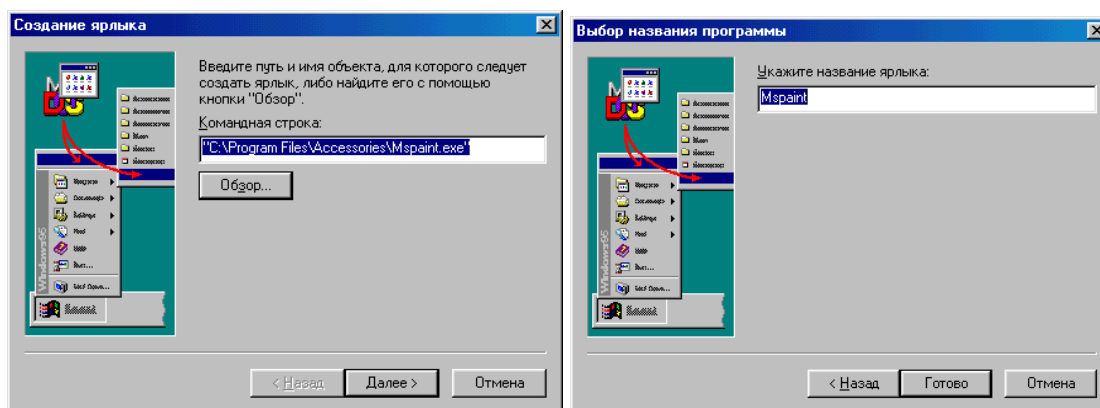 Создание ярлыка
Введите путь и имя объекта, для которого следует
создать ярлык, либо найдите его с помощью
кнопки "Обзор".
Командная строка:
"C:\Program Files\Accessories\Mspaint.exe"
Обзор...
Windows95
< Назад
Далее >
Отмена
Выбор названия программы
Укажите название ярлыка:
Mspaint
Windows95
< Назад
Готово
Отмена